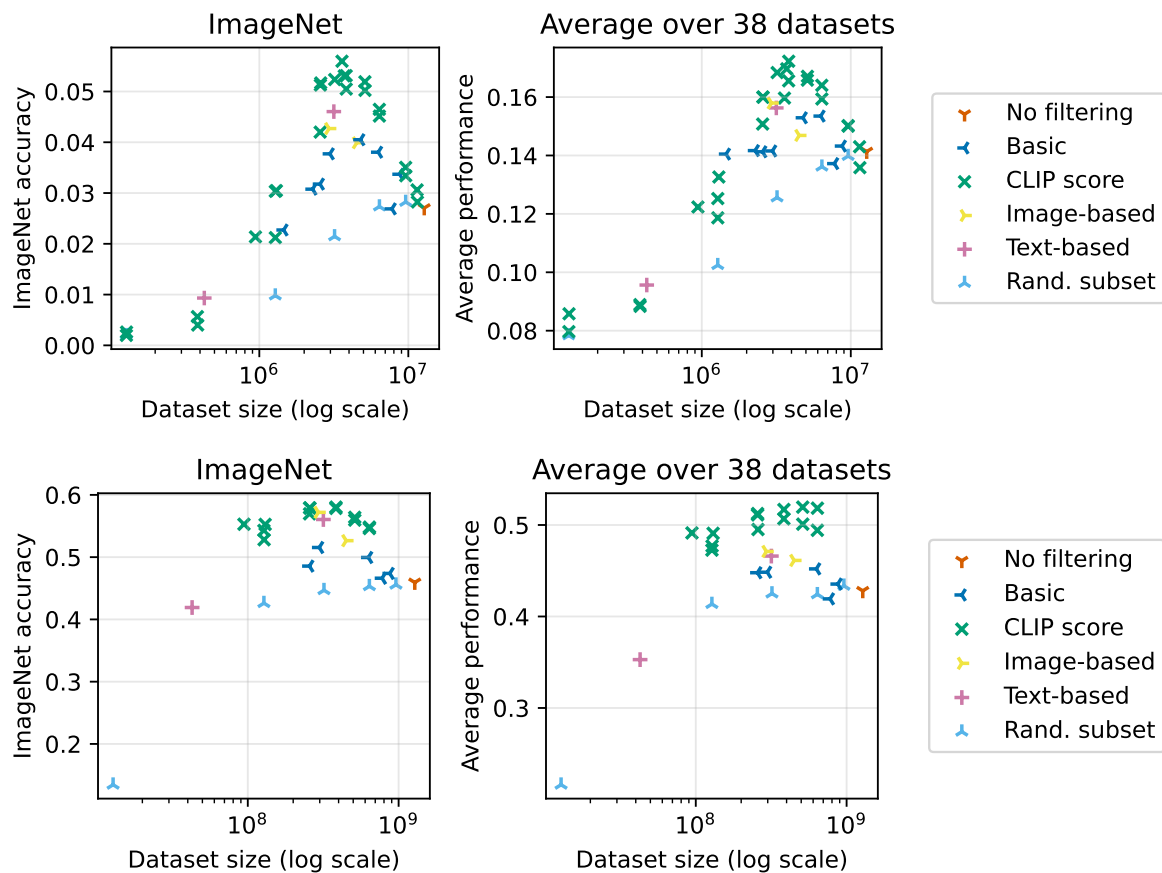 ImageNet
Average over 38 datasets
ImageNet accuracy
0.05
0.04
0.03
0.02
0.01
0.00
10^6
10^7
Dataset size (log scale)
Average performance
0.16
0.14
0.12
0.10
0.08
10^6
10^7
Dataset size (log scale)
No filtering
Basic
CLIP score
Image-based
Text-based
Rand. subset
ImageNet
Average over 38 datasets
ImageNet accuracy
0.6
0.5
0.4
0.3
0.2
10^8
10^9
Dataset size (log scale)
Average performance
0.5
0.4
0.3
10^8
10^9
Dataset size (log scale)
No filtering
Basic
CLIP score
Image-based
Text-based
Rand. subset